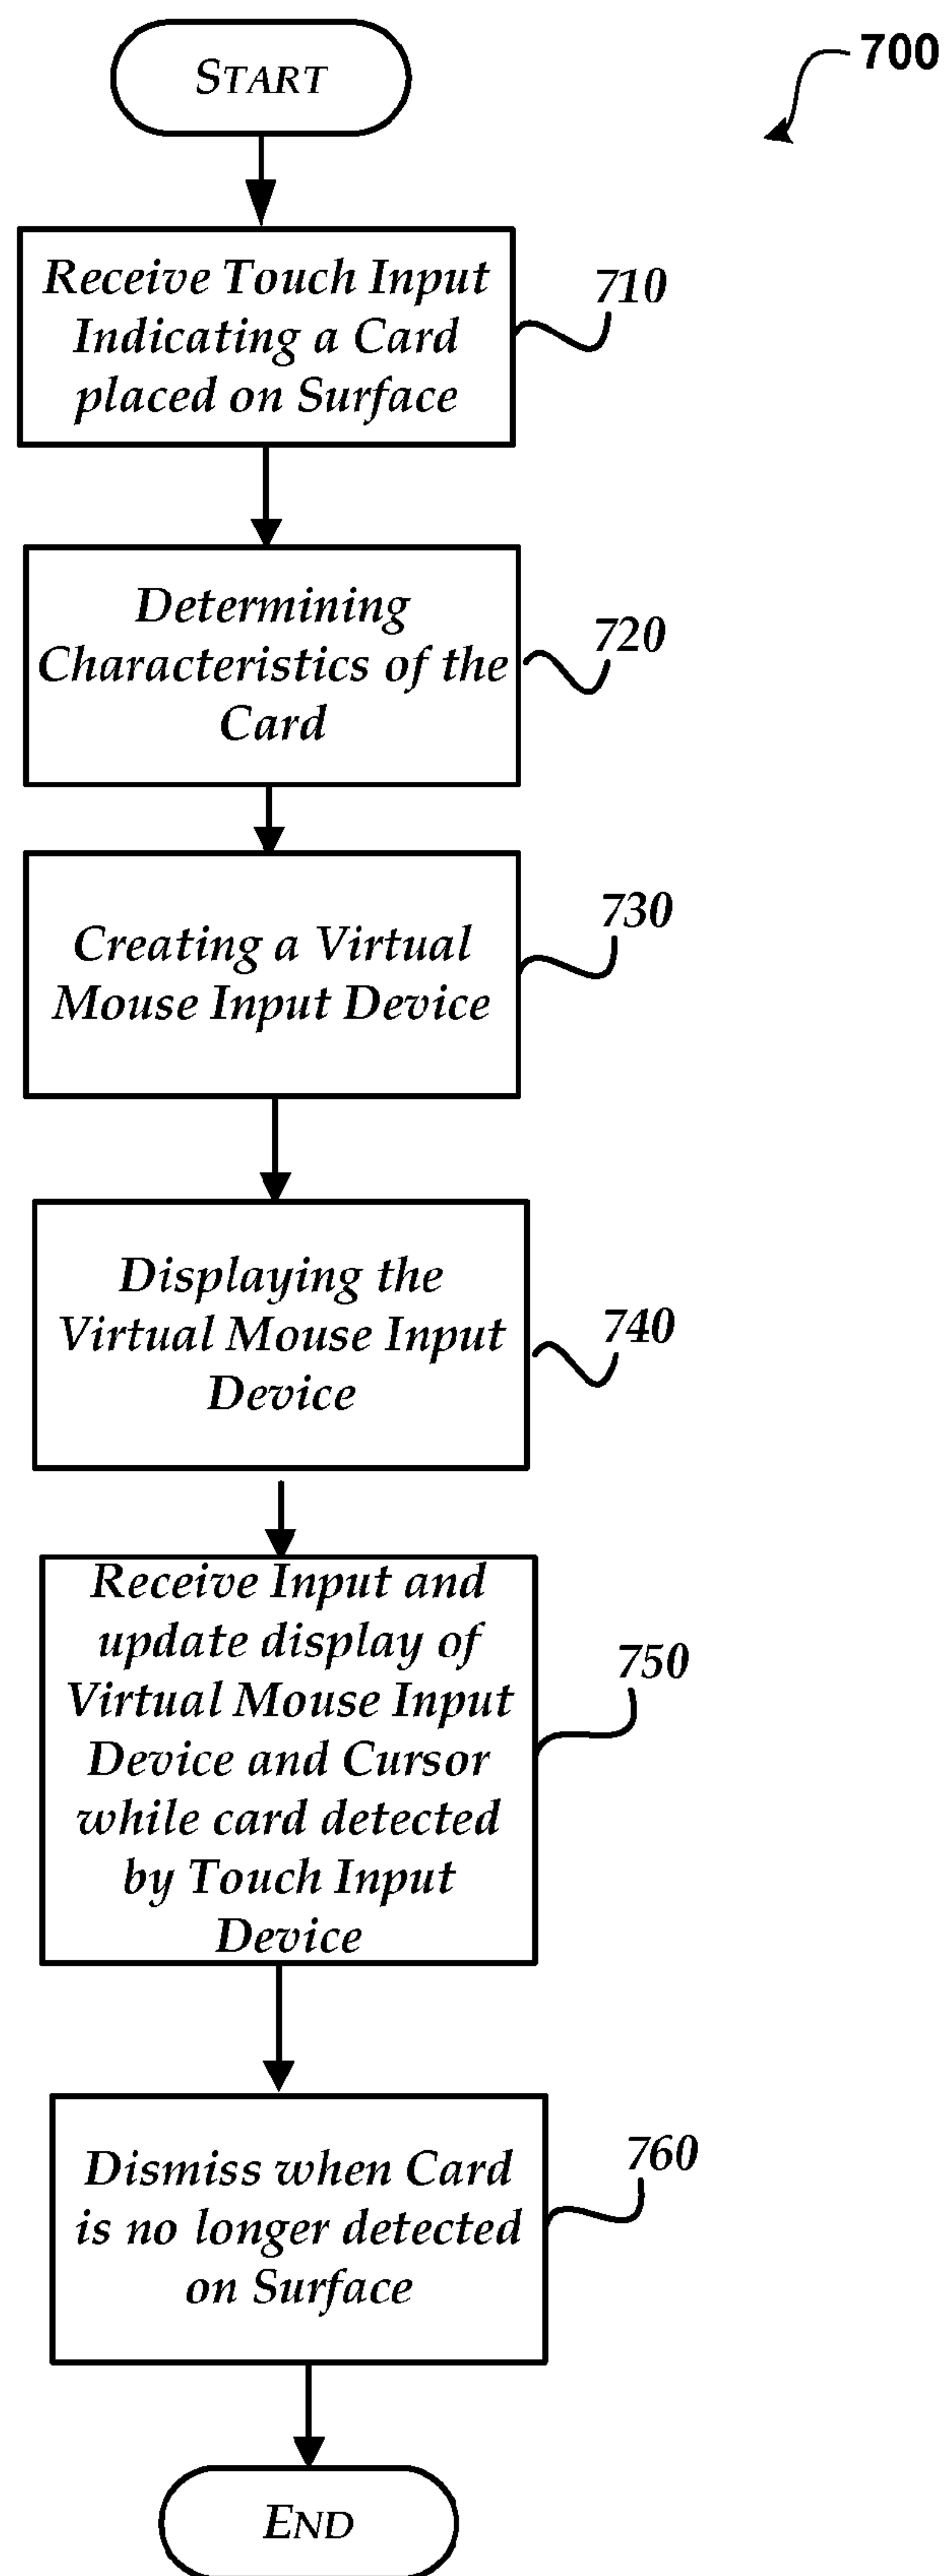 START
700
Receive Touch Input
Indicating a Card
placed on Surface
710
Determining
Characteristics of the
Card
720
Creating a Virtual
Mouse Input Device
730
Displaying the
Virtual Mouse Input
Device
740
Receive Input and
update display of
Virtual Mouse Input
Device and Cursor
while card detected
by Touch Input
Device
750
Dismiss when Card
is no longer detected
on Surface
760
END